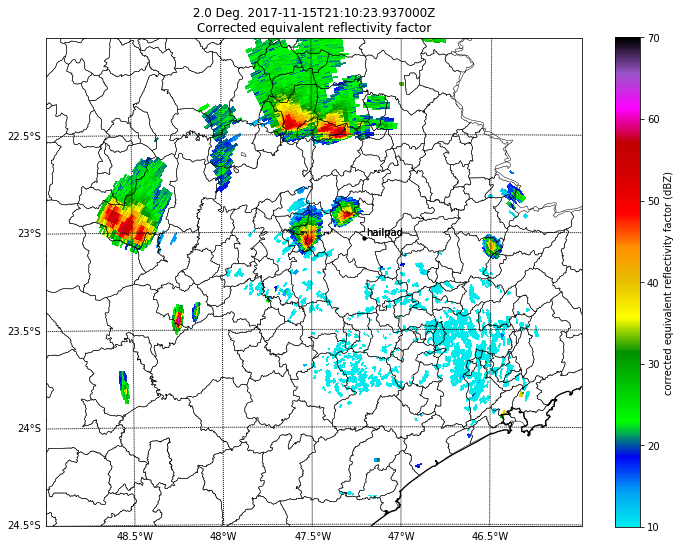 2.0 Deg. 2017-11-15T21:10:23.937000Z
Corrected equivalent reflectivity factor
22.5°S
23°S
23.5°S
24°S
24.5°S
48.5°W
48°W
47.5°W
47°W
46.5°W
hailpad
70
60
50
40
30
20
10
corrected equivalent reflectivity factor (dBZ)